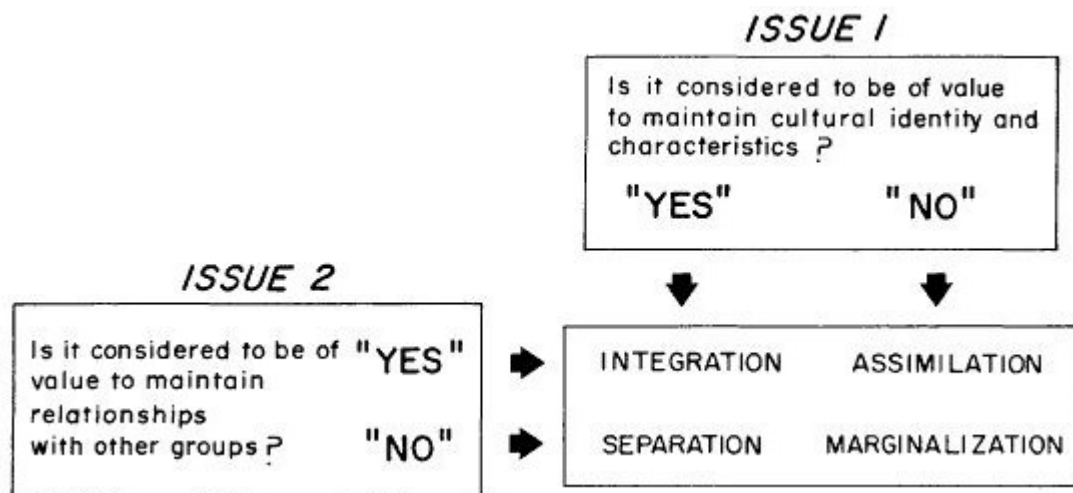 ISSUE 1
Is it considered to be of value
to maintain cultural identity and
characteristics ?
"YES" "NO"
ISSUE 2
Is it considered to be of "YES"
value to maintain
relationships
with other groups ? "NO"
INTEGRATION ASSIMILATION
SEPARATION MARGINALIZATION